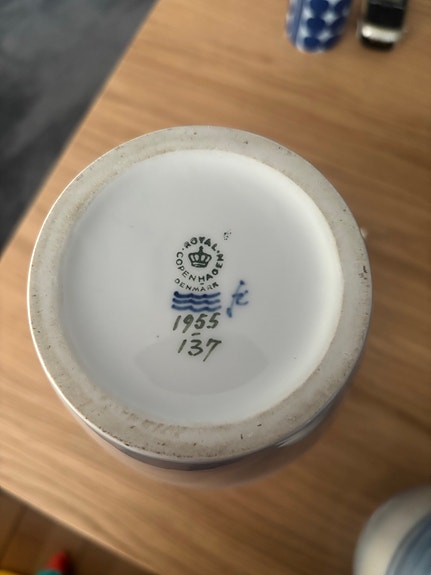 ROYAL
COPENHAGEN
DENMARK
1955
137